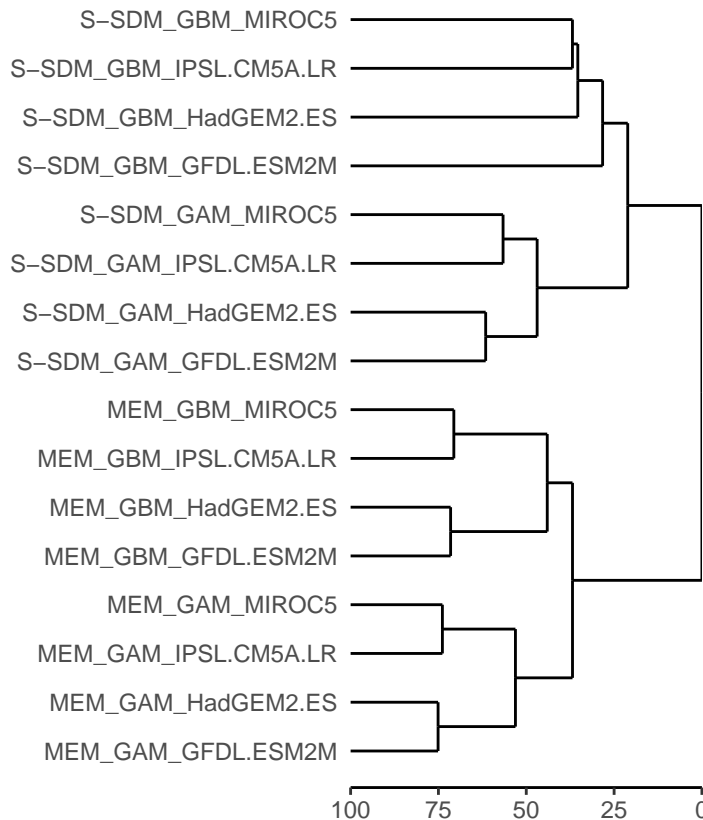 S−SDM_GBM_MIROC5
S−SDM_GBM_IPSL.CM5A.LR
S−SDM_GBM_HadGEM2.ES
S−SDM_GBM_GFDL.ESM2M
S−SDM_GAM_MIROC5
S−SDM_GAM_IPSL.CM5A.LR
S−SDM_GAM_HadGEM2.ES
S−SDM_GAM_GFDL.ESM2M
MEM_GBM_MIROC5
MEM_GBM_IPSL.CM5A.LR
MEM_GBM_HadGEM2.ES
MEM_GBM_GFDL.ESM2M
MEM_GAM_MIROC5
MEM_GAM_IPSL.CM5A.LR
MEM_GAM_HadGEM2.ES
MEM_GAM_GFDL.ESM2M
100 75 50 25 0